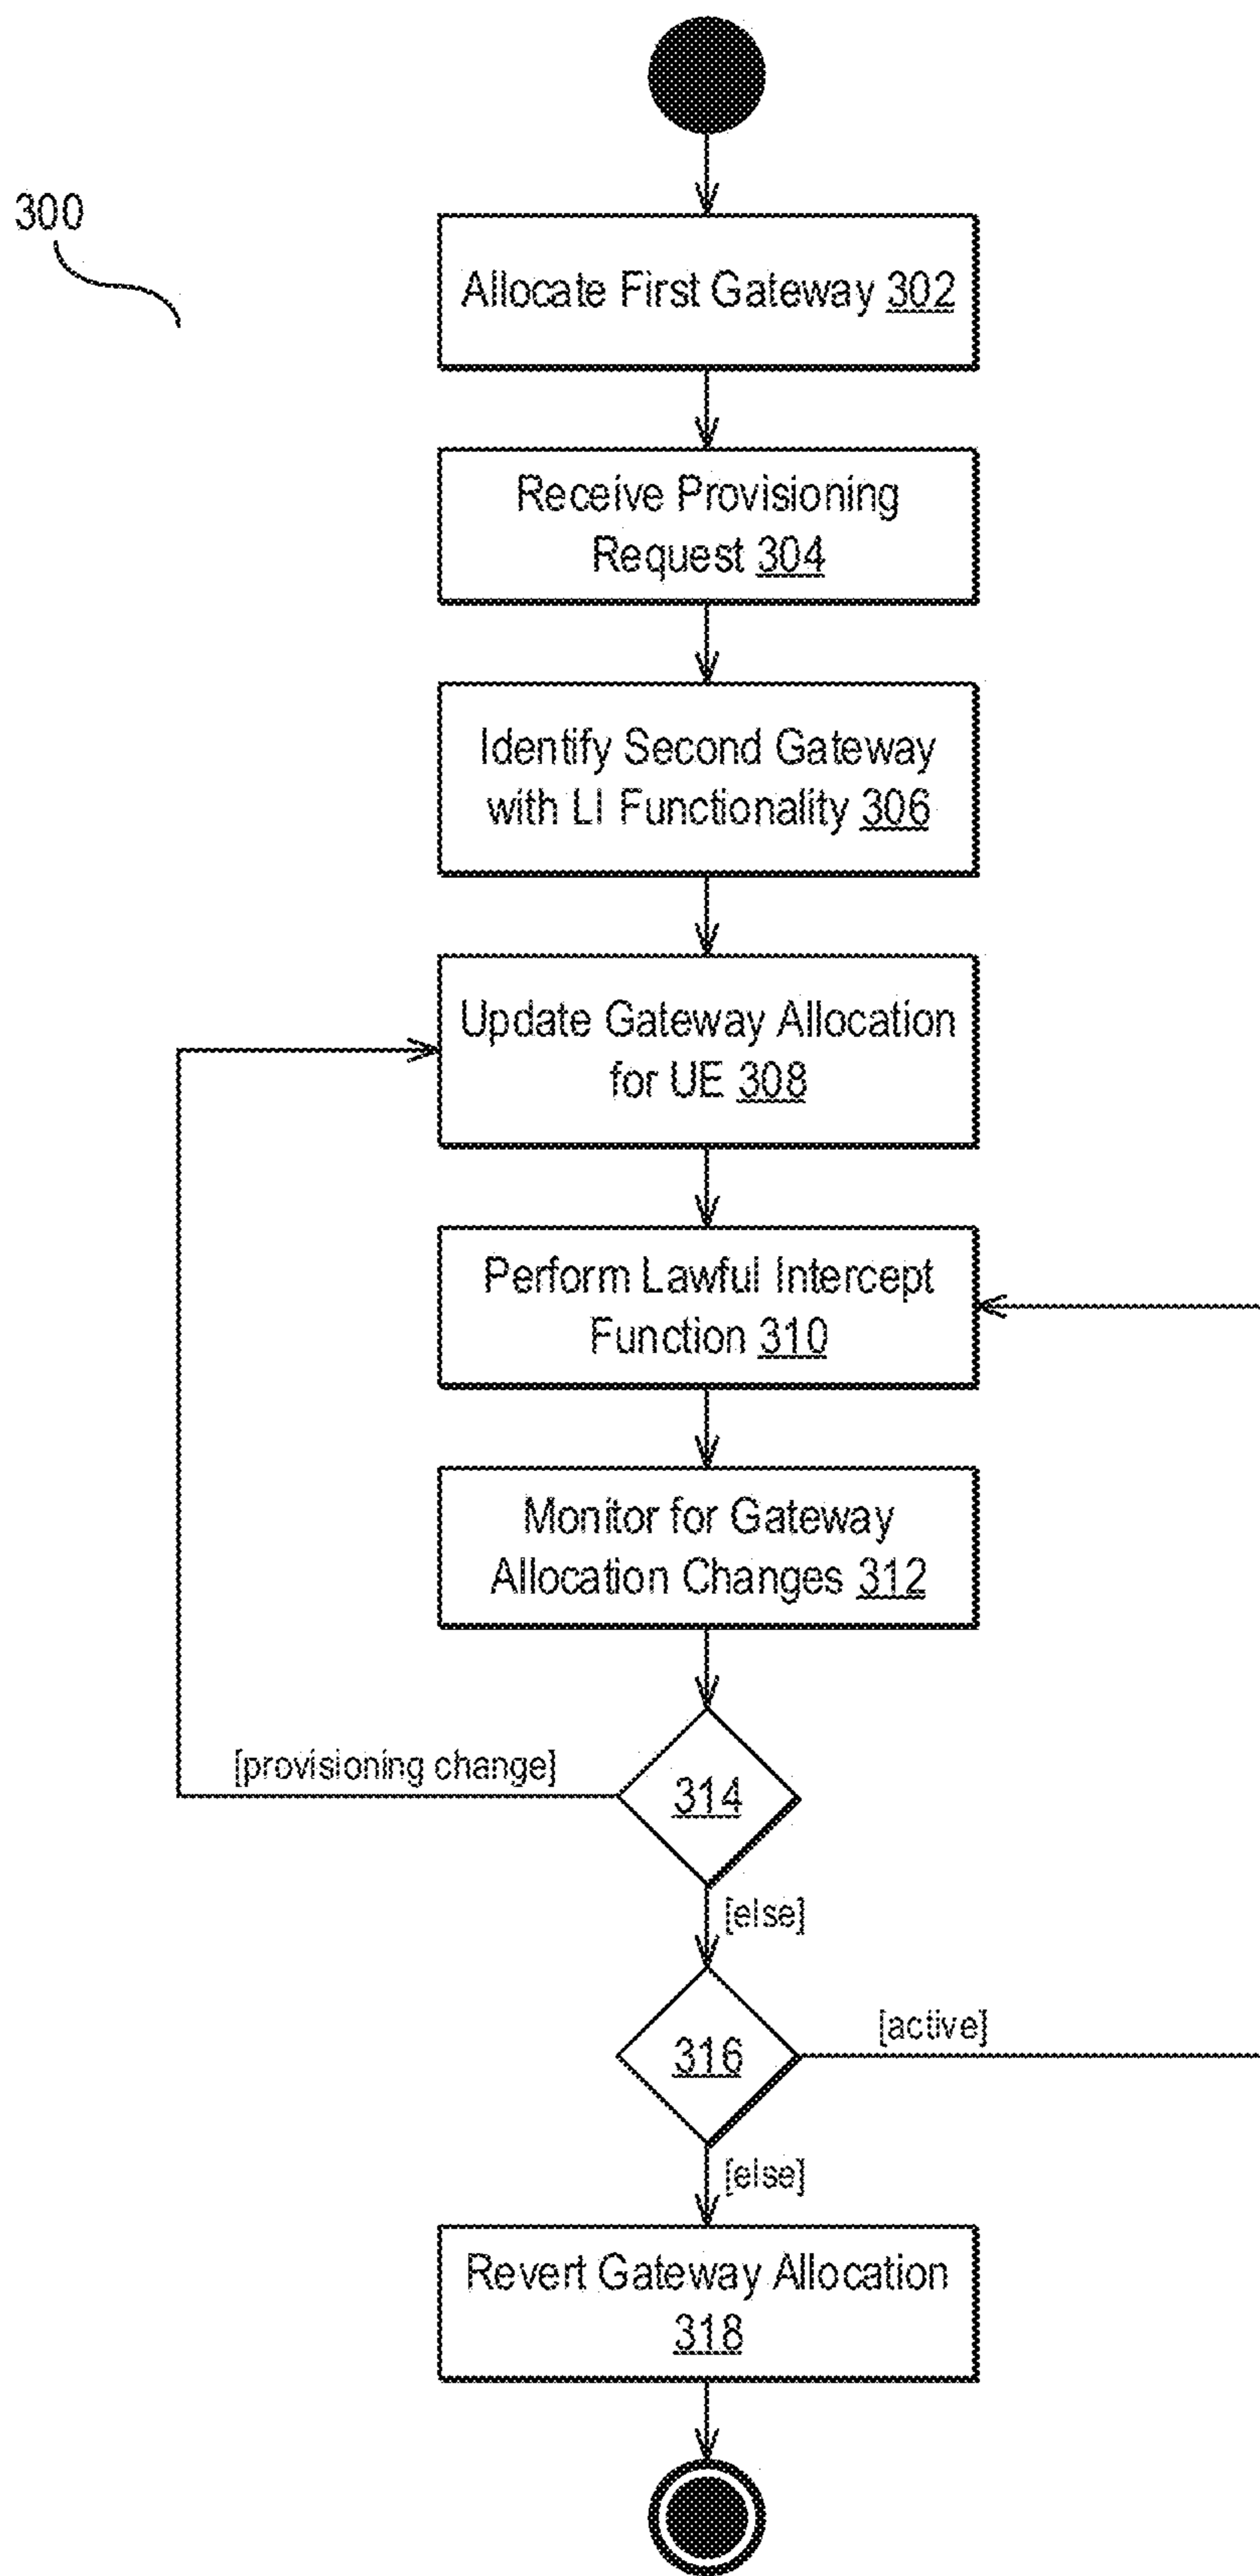 300
Allocate First Gateway 302
Receive Provisioning
Request 304
Identify Second Gateway
with LI Functionality 306
Update Gateway Allocation
for UE 308
Perform Lawful Intercept
Function 310
Monitor for Gateway
Allocation Changes 312
[provisioning change]
314
[else]
[active]
316
[else]
Revert Gateway Allocation
318